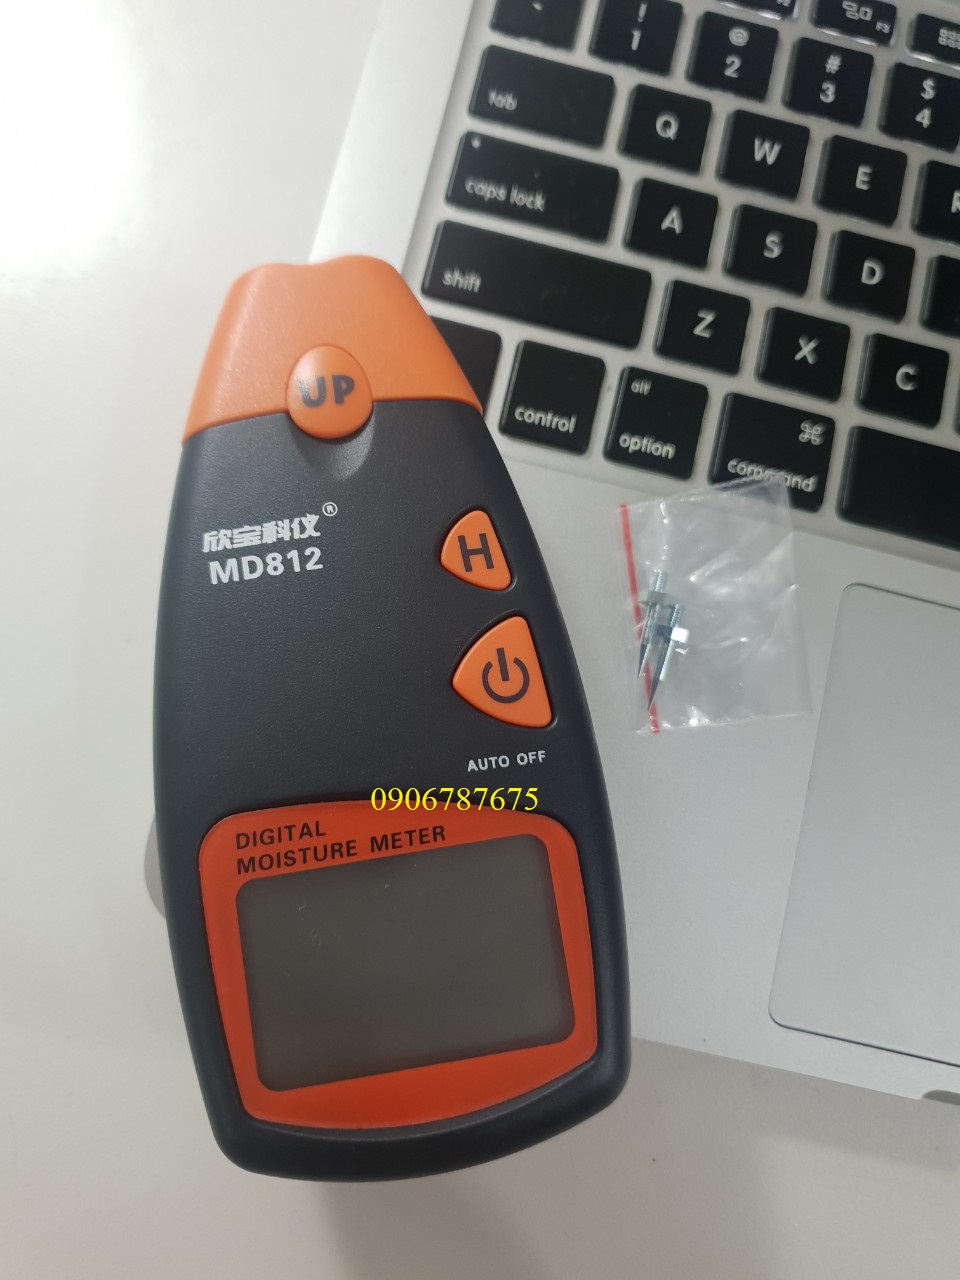 ~
!
1
@
2
#
3
$
4
F3
tab
Q
W
E
R
caps lock
A
S
D
shift
Z
X
C
control
alt
option
⌘
command
UP
欣宝科仪®
MD812
H
AUTO OFF
0906787675
DIGITAL
MOISTURE METER